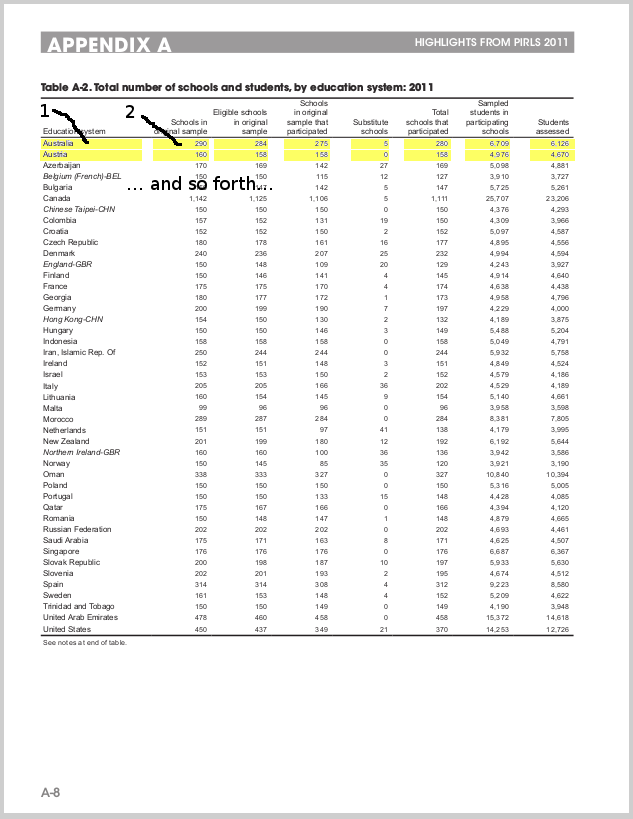 APPENDIX A
HIGHLIGHTS FROM PIRLS 2011
Table A-2. Total number of schools and students, by education system: 2011
1
2
Education system
Schools in original sample
Eligible schools in original sample
Schools in original sample that participated
Substitute schools
Total schools that participated
Sampled students in participating schools
Students assessed
Australia 290 284 275 5 280 6,709 6,126
Austria 160 158 158 0 158 4,976 4,670
Azerbaijan 170 169 142 27 169 5,098 4,881
Belgium (French)-BEL 150 150 115 12 127 3,910 3,727
... and so forth...
Bulgaria 142 5 147 5,725 5,261
Canada 1,142 1,125 1,106 5 1,111 25,707 23,206
Chinese Taipei-CHN 150 150 150 0 150 4,376 4,293
Colombia 157 152 131 19 150 4,309 3,966
Croatia 152 152 150 2 152 5,097 4,587
Czech Republic 180 178 161 16 177 4,895 4,556
Denmark 240 236 207 25 232 4,994 4,594
England-GBR 150 148 109 20 129 4,243 3,927
Finland 150 146 141 4 145 4,914 4,640
France 175 175 170 4 174 4,638 4,438
Georgia 180 177 172 1 173 4,958 4,796
Germany 200 199 190 7 197 4,229 4,000
Hong Kong-CHN 154 150 130 2 132 4,189 3,875
Hungary 150 150 146 3 149 5,488 5,204
Indonesia 158 158 158 0 158 5,049 4,791
Iran, Islamic Rep. Of 250 244 244 0 244 5,932 5,758
Ireland 152 151 148 3 151 4,849 4,524
Israel 153 153 150 2 152 4,579 4,186
Italy 205 205 166 36 202 4,529 4,189
Lithuania 160 154 145 9 154 5,140 4,661
Malta 99 96 96 0 96 3,958 3,598
Morocco 289 287 284 0 284 8,381 7,805
Netherlands 151 151 97 41 138 4,179 3,995
New Zealand 201 199 180 12 192 6,192 5,644
Northern Ireland-GBR 160 160 100 36 136 3,942 3,586
Norway 150 145 85 35 120 3,921 3,190
Oman 338 333 327 0 327 10,840 10,394
Poland 150 150 150 0 150 5,316 5,005
Portugal 150 150 133 15 148 4,428 4,085
Qatar 175 167 166 0 166 4,394 4,120
Romania 150 148 147 1 148 4,879 4,665
Russian Federation 202 202 202 0 202 4,693 4,461
Saudi Arabia 175 171 163 8 171 4,625 4,507
Singapore 176 176 176 0 176 6,687 6,367
Slovak Republic 200 198 187 10 197 5,933 5,630
Slovenia 202 201 193 2 195 4,674 4,512
Spain 314 314 308 4 312 9,223 8,580
Sweden 161 153 148 4 152 5,209 4,622
Trinidad and Tobago 150 150 149 0 149 4,190 3,948
United Arab Emirates 478 460 458 0 458 15,372 14,618
United States 450 437 349 21 370 14,253 12,726
See notes at end of table.
A-8